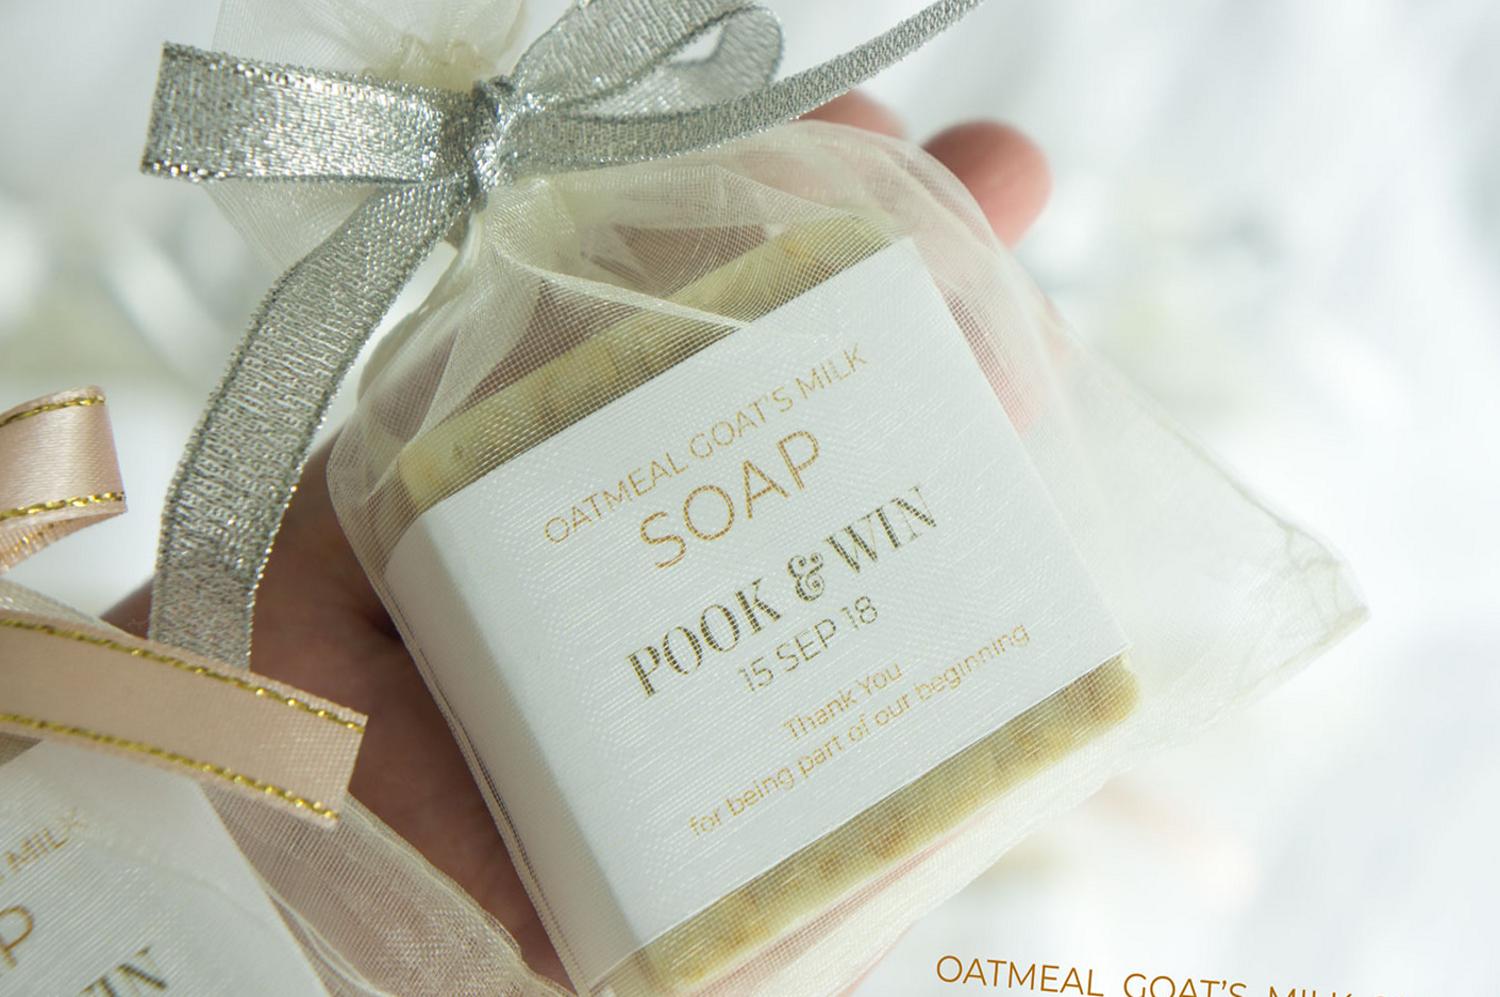 OATMEAL GOAT'S MILK
SOAP
POOK & WIN
15 SEP 18
Thank You
for being part of our beginning
MILK
OATMEAL GOAT'S MILK